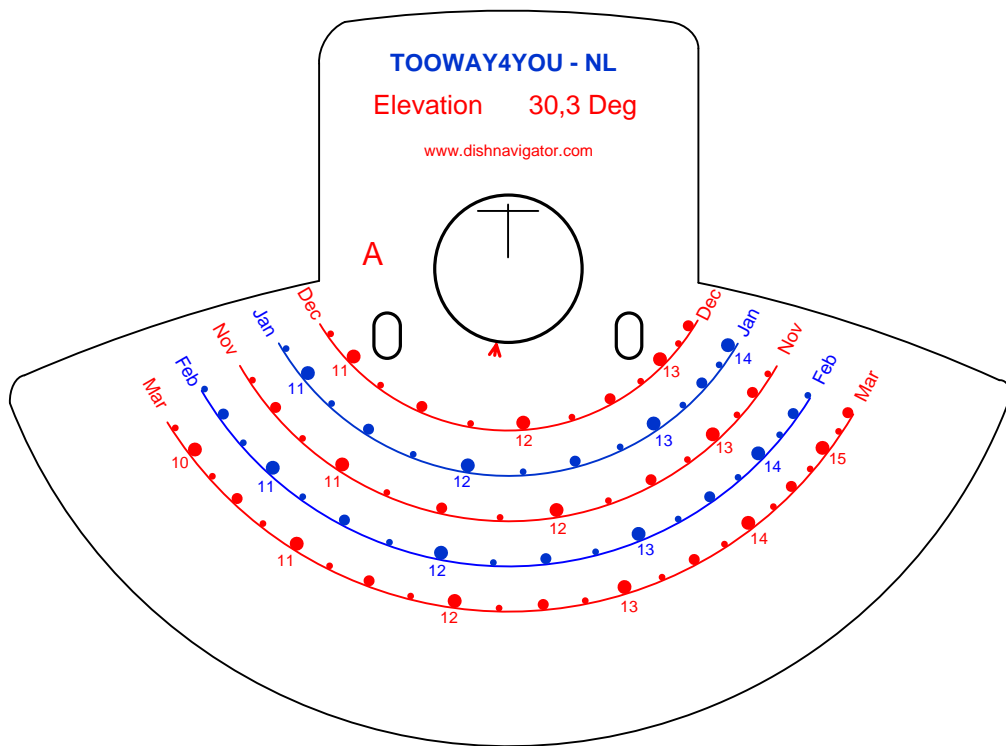 TOOWAY4YOU - NL
Elevation 30,3 Deg
www.dishnavigator.com
A
Dec
Dec
Jan
Jan
Nov
Nov
Feb
Feb
Mar
Mar
11
12
13
11
12
13
14
11
12
13
11
12
13
14
10
11
12
13
14
15